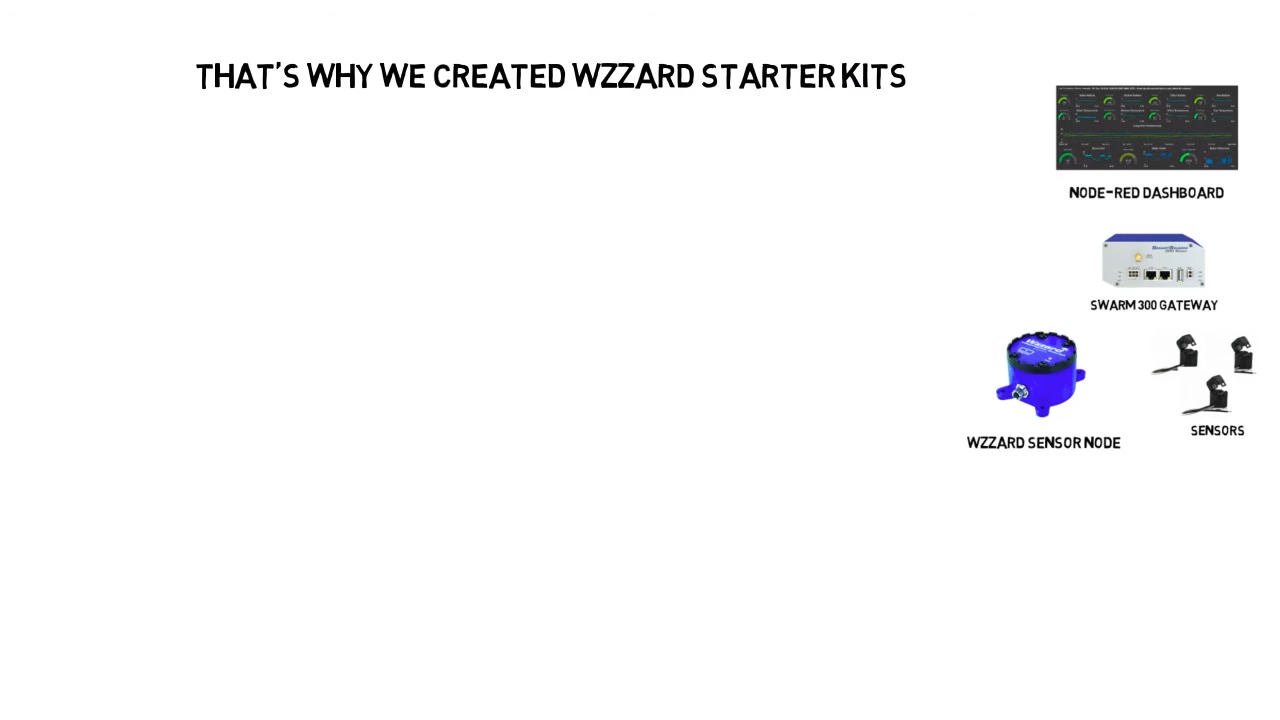 THAT'S WHY WE CREATED WZZARD STARTER KITS
NODE-RED DASHBOARD
SWARM 300 GATEWAY
WZZARD SENSOR NODE
SENSORS